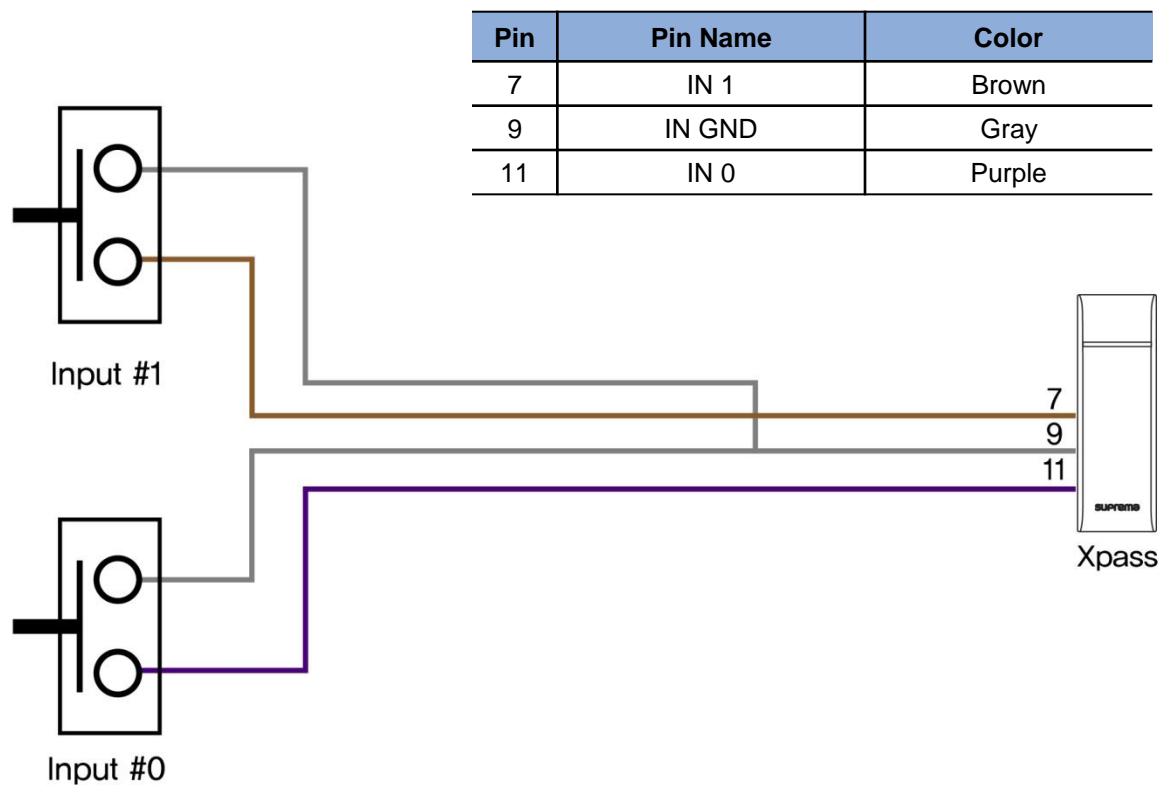 Pin Pin Name Color
7 IN 1 Brown
9 IN GND Gray
11 IN 0 Purple
Input #1
7
9
11
suprema
Xpass
Input #0